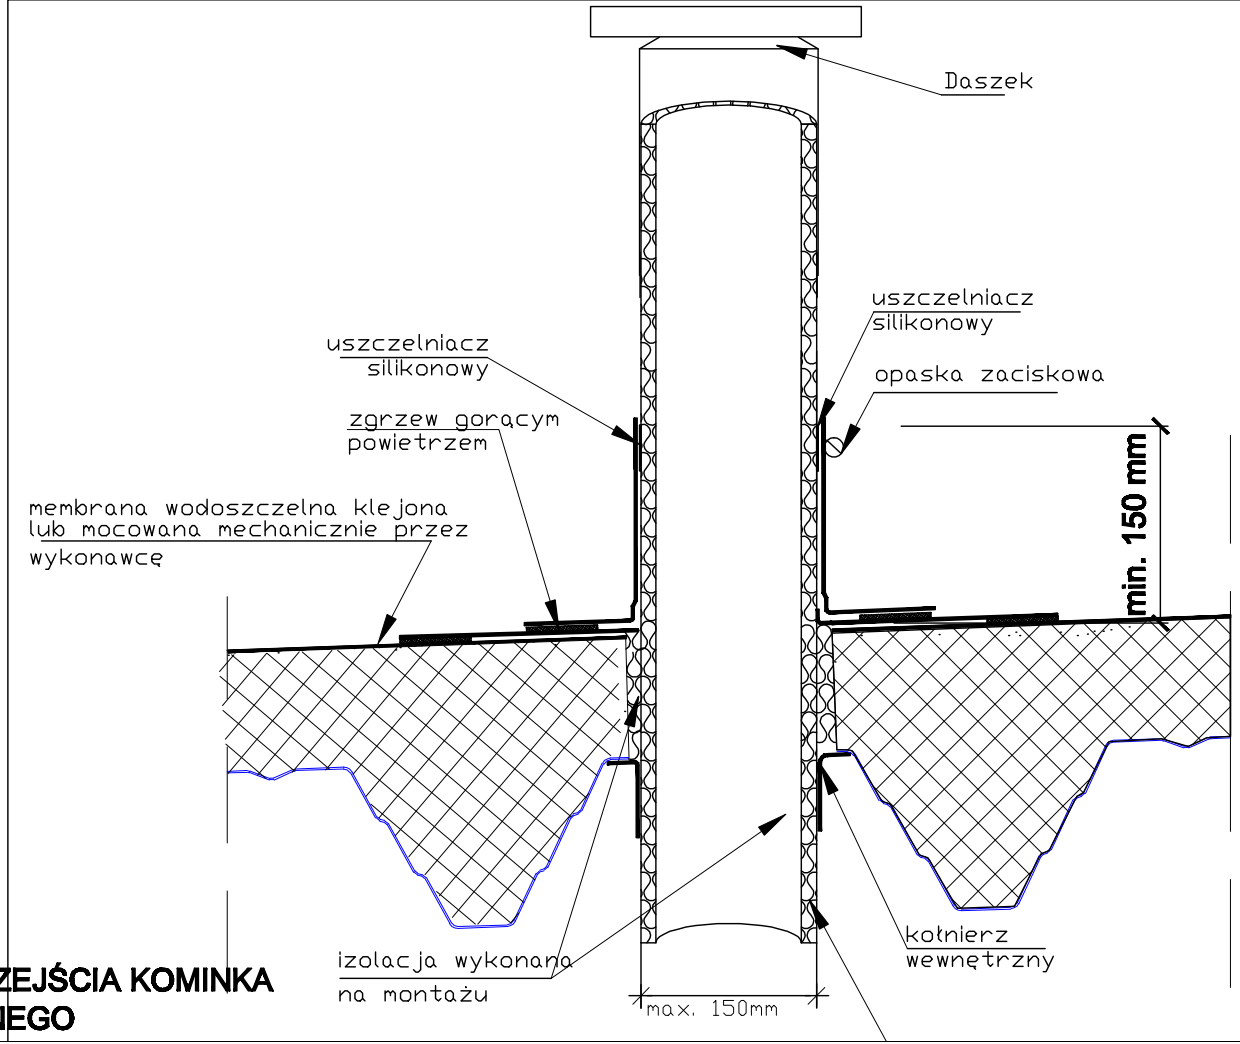 Daszek
uszczelniacz
silikonowy
uszczelniacz
silikonowy
opaska zaciskowa
zgrzew gorącym
powietrzem
min. 150 mm
membrana wodoszczelna klejona
lub mocowana mechanicznie przez
wykonawcę
kołnierz
wewnętrzny
izolacja wykonana
na montażu
max. 150mm
ZEJŚCIA KOMINKA
NEGO